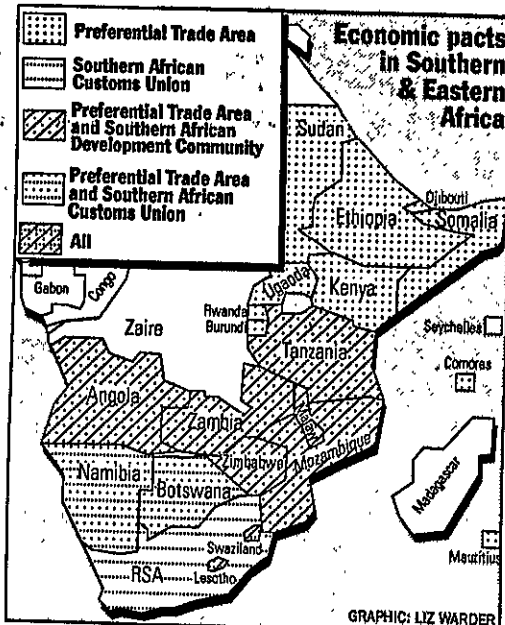 Preferential Trade Area
Southern African
Customs Union
Preferential Trade Area
and Southern African
Development Community
Preferential Trade Area
and Southern African
Customs Union
All
Economic pacts
in Southern
& Eastern
Africa
Sudan
Djibouti
Ethiopia
Somalia
Uganda
Kenya
Gabon
Congo
Zaire
Rwanda
Burundi
Tanzania
Seychelles
Comores
Angola
Zambia
Malawi
Zimbabwe
Mozambique
Namibia
Botswana
Madagascar
Mauritius
Swaziland
RSA
Lesotho
GRAPHIC: LIZ WARDER